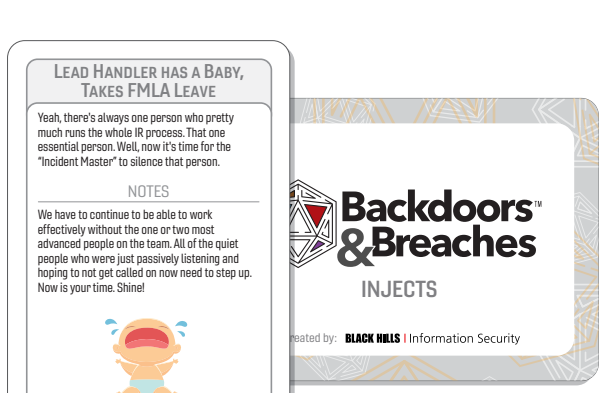 Lead Handler has a Baby,
Takes FMLA Leave
Yeah, there's always one person who pretty
much runs the whole IR process. That one
essential person. Well, now it's time for the
“Incident Master” to silence that person.
NOTES
We have to continue to be able to work
effectively without the one or two most
advanced people on the team. All of the quiet
people who were just passively listening and
hoping to not get called on now need to step up.
Now is your time. Shine!
Backdoors™
&Breaches
INJECTS
reated by: BLACK HILLS | Information Security